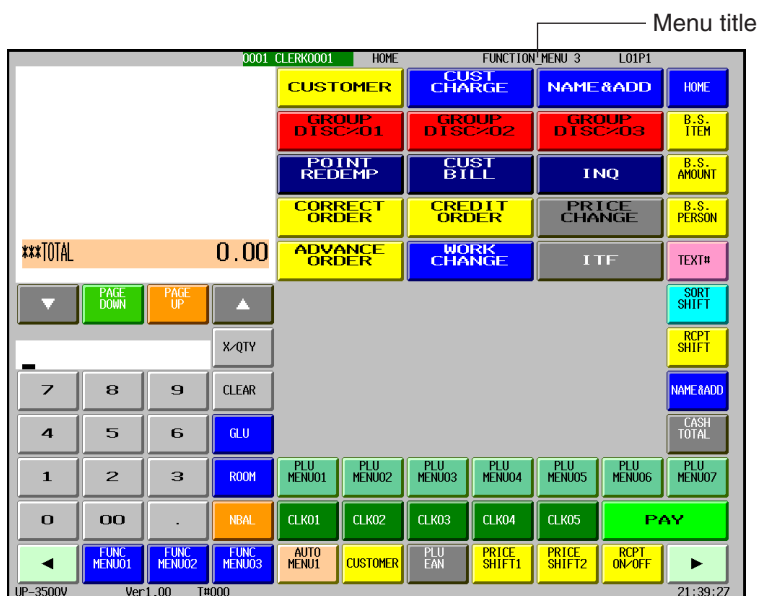 Menu title
0001 CLERK0001 HOME FUNCTION MENU 3 L01P1
CUSTOMER
CUST
CHARGE
NAME&ADD
HOME
GROUP
DISC%01
GROUP
DISC%02
GROUP
DISC%03
B.S.
ITEM
POINT
REDEMP
CUST
BILL
INQ
B.S.
AMOUNT
CORRECT
ORDER
CREDIT
ORDER
PRICE
CHANGE
B.S.
PERSON
***TOTAL 0.00
ADVANCE
ORDER
WORK
CHANGE
ITF
TEXT#
▼
PAGE
DOWN
PAGE
UP
▲
SORT
SHIFT
X/QTY
RCPT
SHIFT
7 8 9 CLEAR
NAME&ADD
4 5 6 GLU
CASH
TOTAL
1 2 3 ROOM
PLU
MENU01
PLU
MENU02
PLU
MENU03
PLU
MENU04
PLU
MENU05
PLU
MENU06
PLU
MENU07
0 00 . NBAL CLK01 CLK02 CLK03 CLK04 CLK05 PAY
◀
FUNC
MENU01
FUNC
MENU02
FUNC
MENU03
AUTO
MENU1
CUSTOMER
PLU
EAN
PRICE
SHIFT1
PRICE
SHIFT2
RCPT
ON/OFF
▶
UP-3500V Ver1.00 T#000 21:39:27